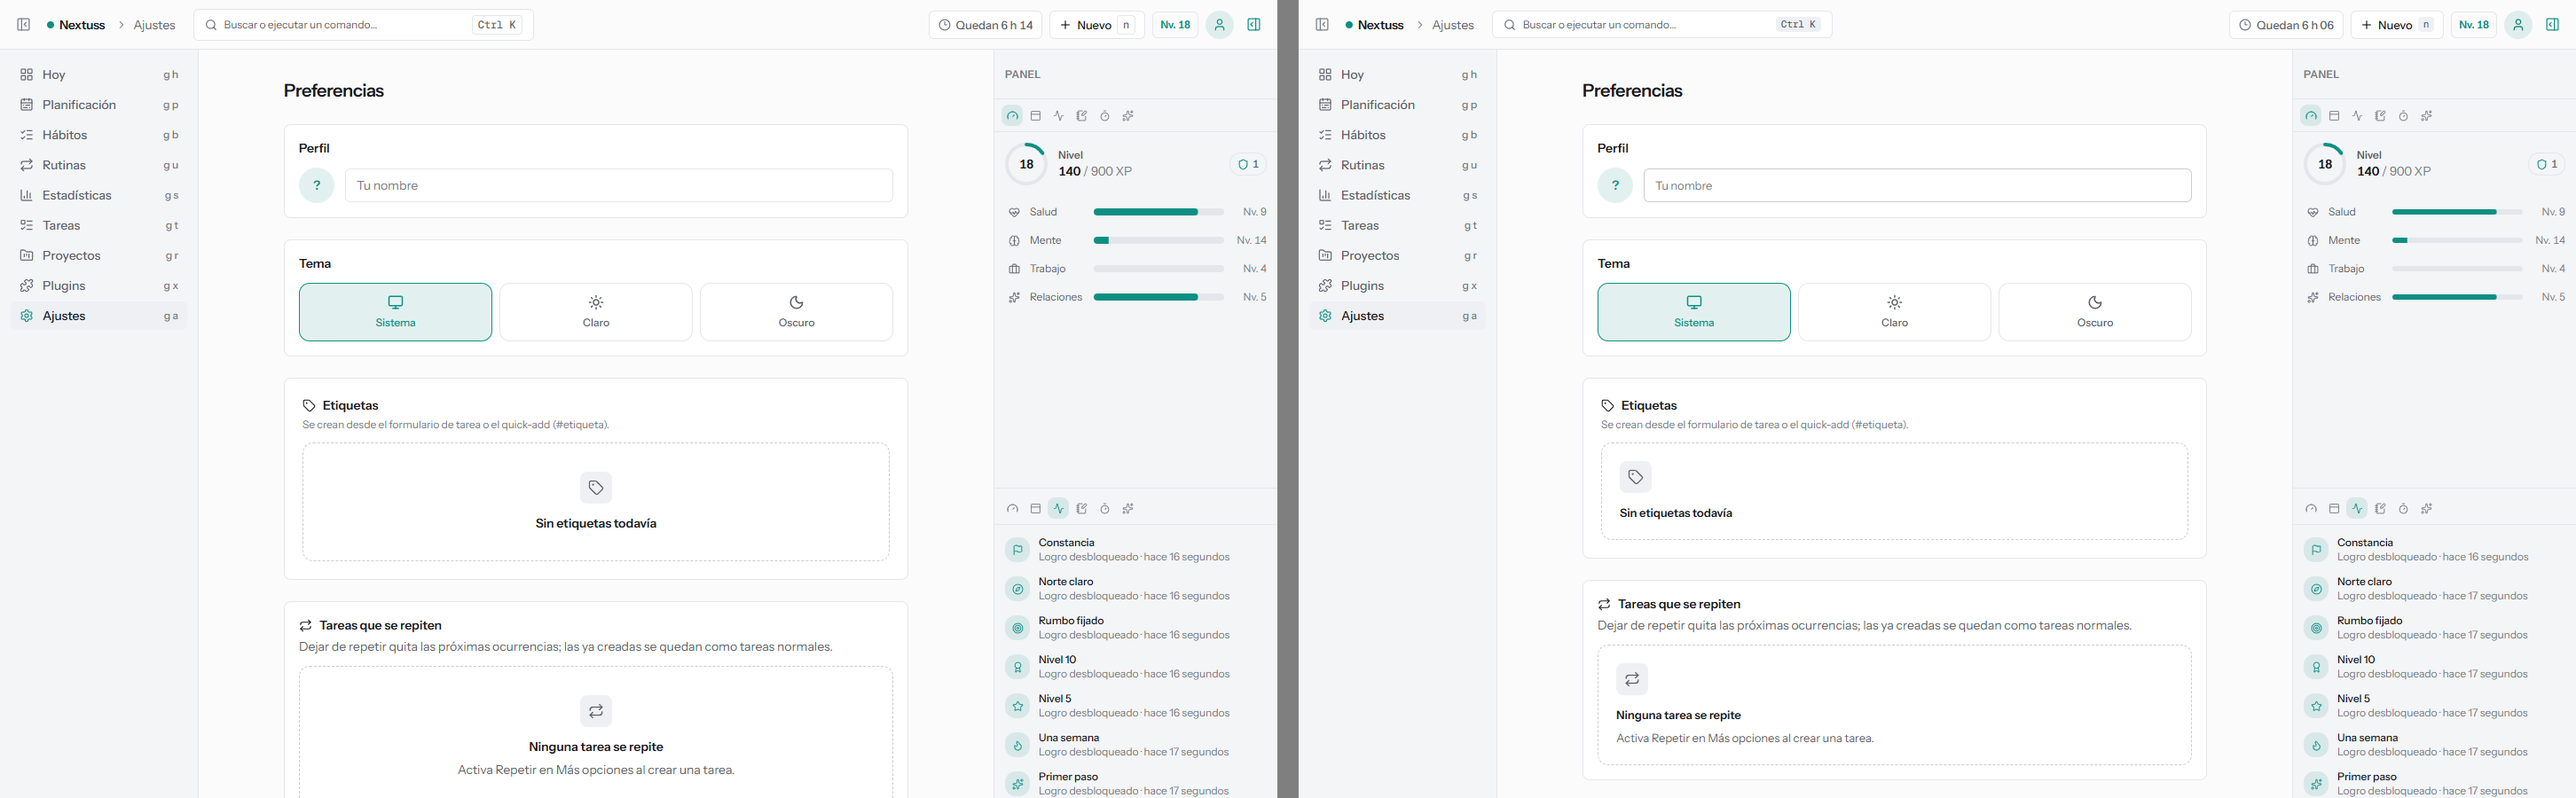 Nextuss > Ajustes
Buscar o ejecutar un comando... Ctrl K
Quedan 6 h 14
+ Nuevo n
Nv. 18
Hoy g h
Planificación g p
Hábitos g b
Rutinas g u
Estadísticas g s
Tareas g t
Proyectos g r
Plugins g x
Ajustes g a
Preferencias
Perfil
?
Tu nombre
Tema
Sistema
Claro
Oscuro
Etiquetas
Se crean desde el formulario de tarea o el quick-add (#etiqueta).
Sin etiquetas todavía
Tareas que se repiten
Dejar de repetir quita las próximas ocurrencias; las ya creadas se quedan como tareas normales.
Ninguna tarea se repite
Activa Repetir en Más opciones al crear una tarea.
PANEL
18
Nivel
140 / 900 XP
1
Salud Nv. 9
Mente Nv. 14
Trabajo Nv. 4
Relaciones Nv. 5
Constancia
Logro desbloqueado · hace 16 segundos
Norte claro
Logro desbloqueado · hace 16 segundos
Rumbo fijado
Logro desbloqueado · hace 16 segundos
Nivel 10
Logro desbloqueado · hace 16 segundos
Nivel 5
Logro desbloqueado · hace 16 segundos
Una semana
Logro desbloqueado · hace 17 segundos
Primer paso
Logro desbloqueado · hace 17 segundos
Nextuss > Ajustes
Buscar o ejecutar un comando... Ctrl K
Quedan 6 h 06
+ Nuevo n
Nv. 18
Hoy g h
Planificación g p
Hábitos g b
Rutinas g u
Estadísticas g s
Tareas g t
Proyectos g r
Plugins g x
Ajustes g a
Preferencias
Perfil
?
Tu nombre
Tema
Sistema
Claro
Oscuro
Etiquetas
Se crean desde el formulario de tarea o el quick-add (#etiqueta).
Sin etiquetas todavía
Tareas que se repiten
Dejar de repetir quita las próximas ocurrencias; las ya creadas se quedan como tareas normales.
Ninguna tarea se repite
Activa Repetir en Más opciones al crear una tarea.
PANEL
18
Nivel
140 / 900 XP
1
Salud Nv. 9
Mente Nv. 14
Trabajo Nv. 4
Relaciones Nv. 5
Constancia
Logro desbloqueado · hace 16 segundos
Norte claro
Logro desbloqueado · hace 17 segundos
Rumbo fijado
Logro desbloqueado · hace 17 segundos
Nivel 10
Logro desbloqueado · hace 17 segundos
Nivel 5
Logro desbloqueado · hace 17 segundos
Una semana
Logro desbloqueado · hace 17 segundos
Primer paso
Logro desbloqueado · hace 17 segundos